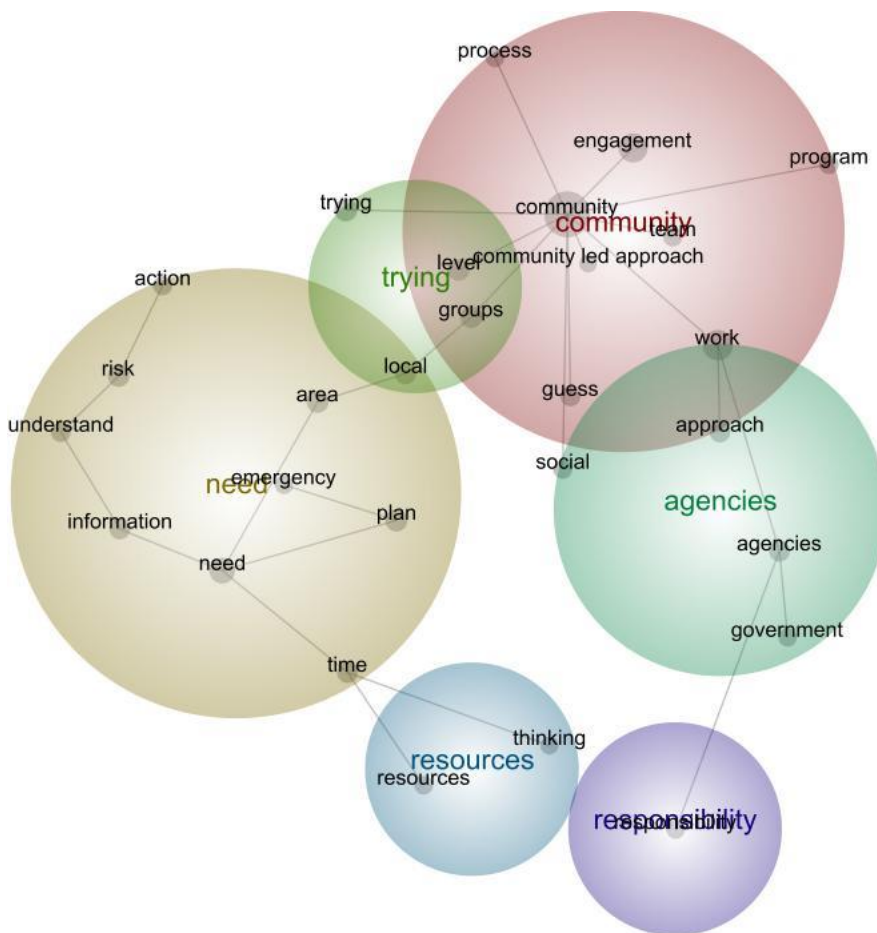 process
engagement
program
trying
community
community
team
level
community led approach
trying
action
groups
work
local
risk
area
guess
understand
approach
social
emergency
need
agencies
information
plan
agencies
need
government
time
thinking
resources
resources
responsibility
responsibility